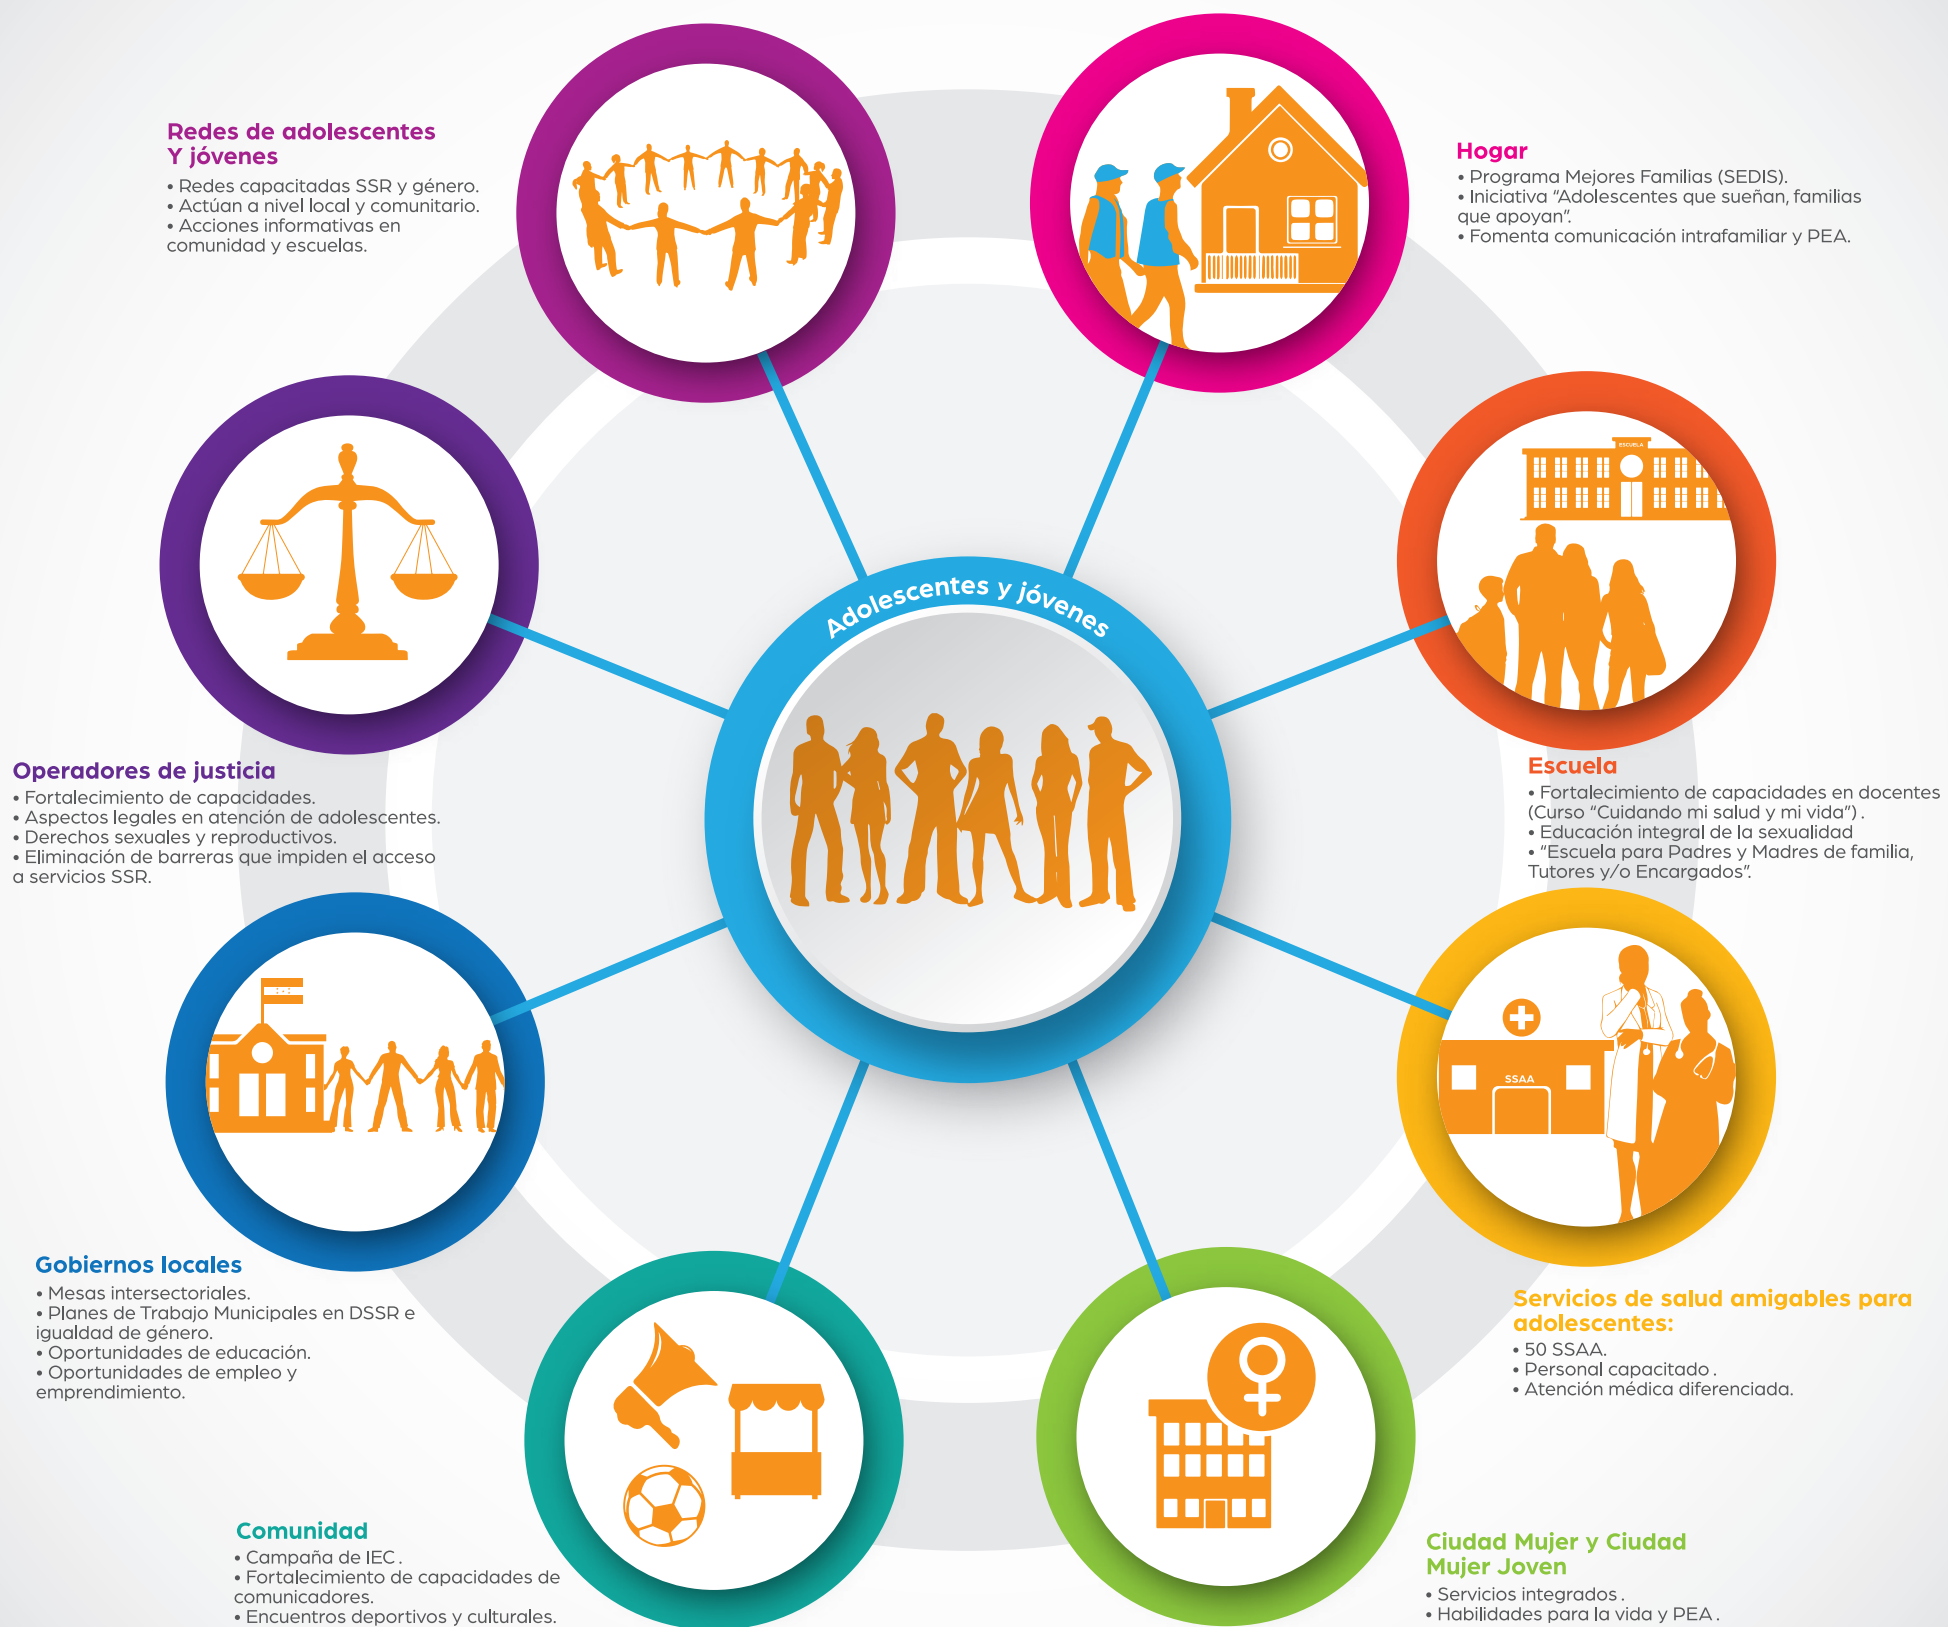 Redes de adolescentes
Y jóvenes
• Redes capacitadas SSR y género.
• Actúan a nivel local y comunitario.
• Acciones informativas en
comunidad y escuelas.
Hogar
• Programa Mejores Familias (SEDIS).
• Iniciativa “Adolescentes que sueñan, familias
que apoyan”.
• Fomenta comunicación intrafamiliar y PEA.
ESCUELA
Adolescentes y jóvenes
Operadores de justicia
• Fortalecimiento de capacidades.
• Aspectos legales en atención de adolescentes.
• Derechos sexuales y reproductivos.
• Eliminación de barreras que impiden el acceso
a servicios SSR.
Escuela
• Fortalecimiento de capacidades en docentes
(Curso “Cuidando mi salud y mi vida”) .
• Educación integral de la sexualidad
• “Escuela para Padres y Madres de familia,
Tutores y/o Encargados”.
SSAA
Gobiernos locales
• Mesas intersectoriales.
• Planes de Trabajo Municipales en DSSR e
igualdad de género.
• Oportunidades de educación.
• Oportunidades de empleo y
emprendimiento.
Servicios de salud amigables para
adolescentes:
• 50 SSAA.
• Personal capacitado .
• Atención médica diferenciada.
Comunidad
• Campaña de IEC .
• Fortalecimiento de capacidades de
comunicadores.
• Encuentros deportivos y culturales.
Ciudad Mujer y Ciudad
Mujer Joven
• Servicios integrados .
• Habilidades para la vida y PEA .